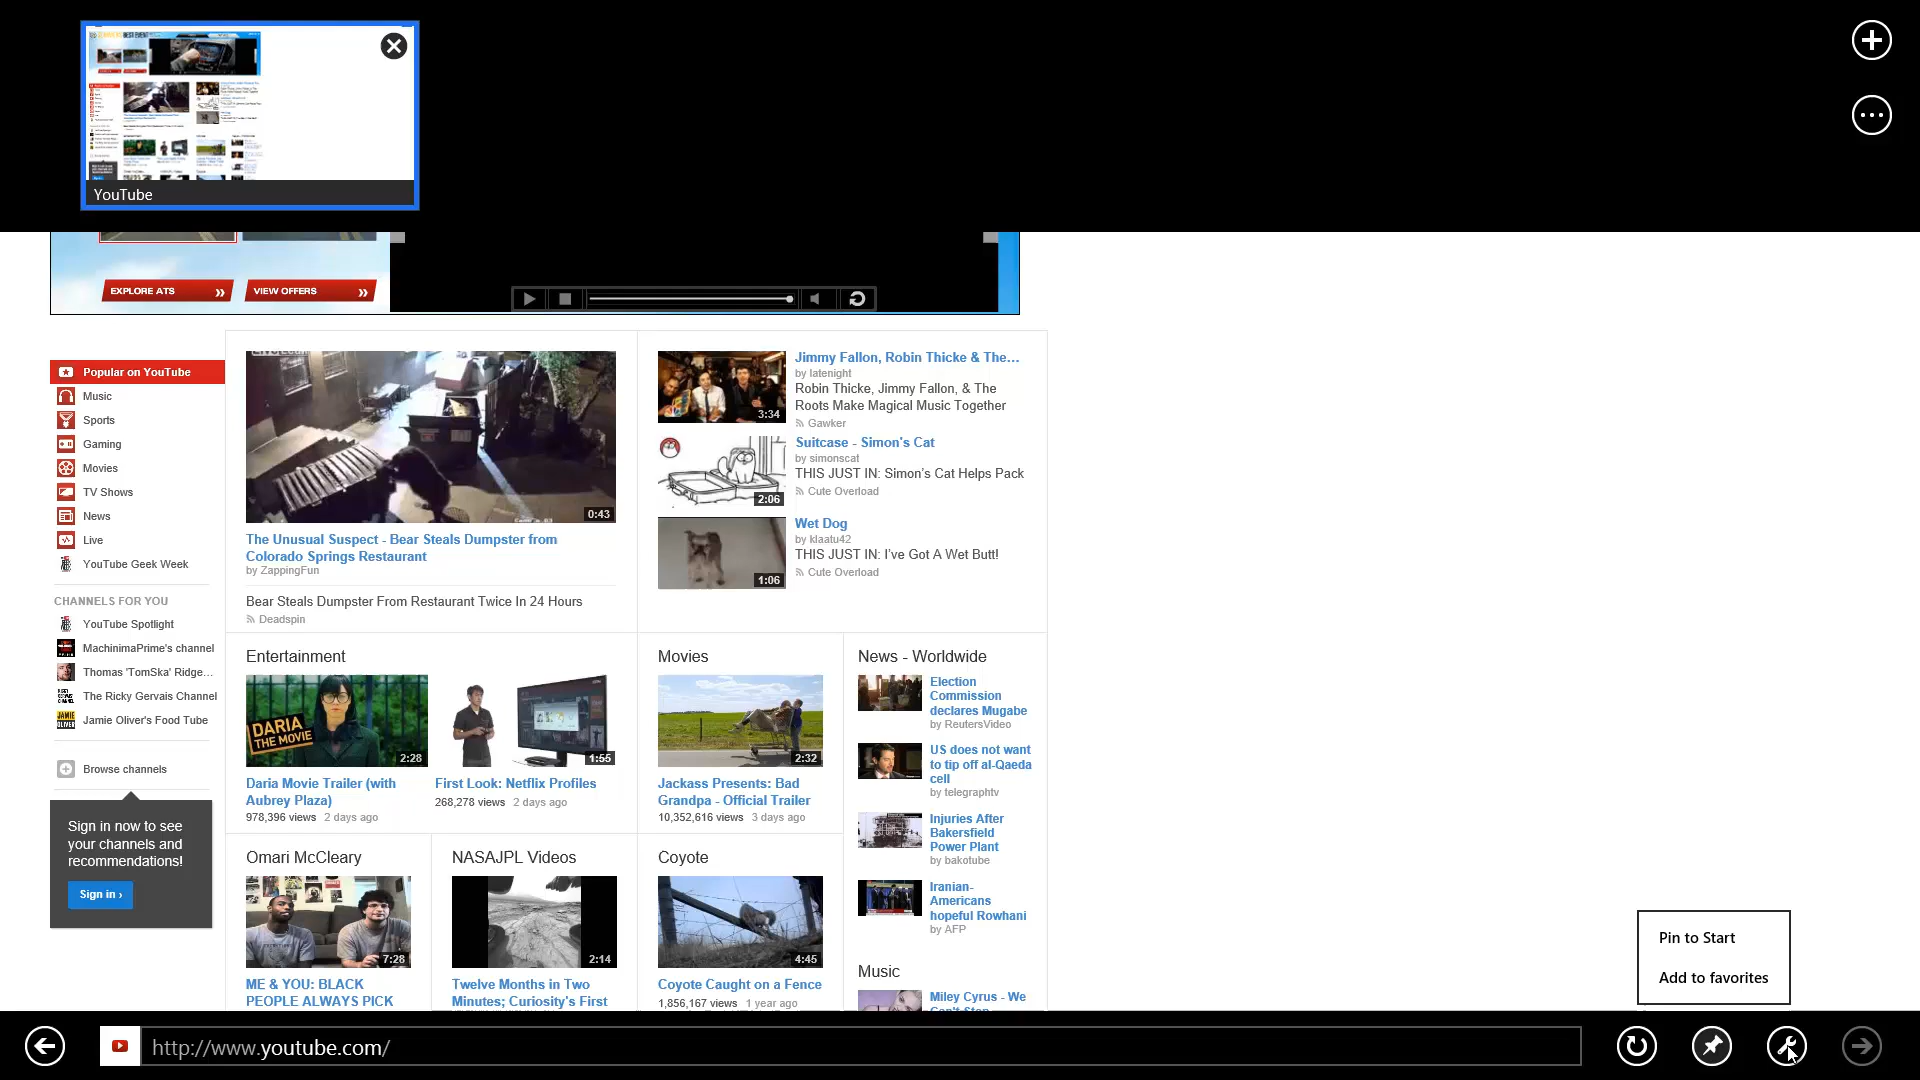 YouTube
EXPLORE ATS »
VIEW OFFERS »
Popular on YouTube
Music
Sports
Gaming
Movies
TV Shows
News
Live
YouTube Geek Week
CHANNELS FOR YOU
YouTube Spotlight
MachinimaPrime's channel
Thomas 'TomSka' Ridge...
The Ricky Gervais Channel
Jamie Oliver's Food Tube
Browse channels
Sign in now to see
your channels and
recommendations!
Sign in ›
0:43
The Unusual Suspect - Bear Steals Dumpster from
Colorado Springs Restaurant
by ZappingFun
Bear Steals Dumpster From Restaurant Twice In 24 Hours
Deadspin
3:34
Jimmy Fallon, Robin Thicke & The...
by latenight
Robin Thicke, Jimmy Fallon, & The
Roots Make Magical Music Together
Gawker
2:06
Suitcase - Simon's Cat
by simonscat
THIS JUST IN: Simon's Cat Helps Pack
Cute Overload
1:06
Wet Dog
by klaatu42
THIS JUST IN: I've Got A Wet Butt!
Cute Overload
Entertainment
DARIA
THE MOVIE
2:28
Daria Movie Trailer (with
Aubrey Plaza)
978,396 views 2 days ago
1:55
First Look: Netflix Profiles
268,278 views 2 days ago
Movies
2:32
Jackass Presents: Bad
Grandpa - Official Trailer
10,352,616 views 3 days ago
News - Worldwide
Election
Commission
declares Mugabe
by ReutersVideo
US does not want
to tip off al-Qaeda
cell
by telegraphtv
Injuries After
Bakersfield
Power Plant
by bakotube
Iranian-
Americans
hopeful Rowhani
by AFP
Omari McCleary
7:28
ME & YOU: BLACK
PEOPLE ALWAYS PICK
NASAJPL Videos
2:14
Twelve Months in Two
Minutes; Curiosity's First
Coyote
4:45
Coyote Caught on a Fence
1,856,167 views 1 year ago
Music
Miley Cyrus - We
Can't Stop
Pin to Start
Add to favorites
http://www.youtube.com/